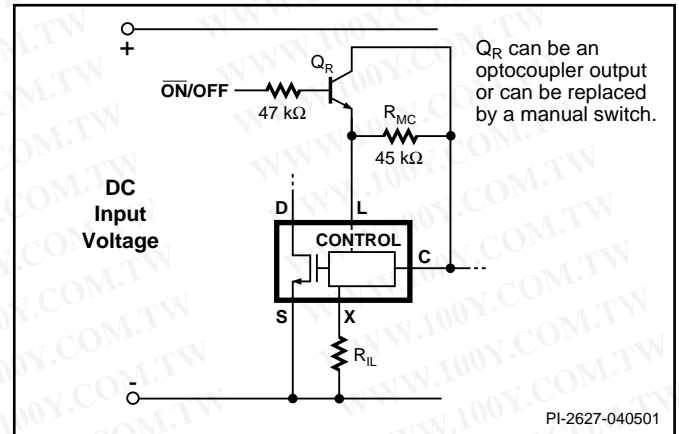 +
Q_R
Q_R can be an
optocoupler output
or can be replaced
by a manual switch.
O̅N̅/OFF
47 kΩ
R_MC
45 kΩ
DC
Input
Voltage
D
L
CONTROL
C
S
X
R_IL
-
PI-2627-040501
WWW.100Y.COM.TW